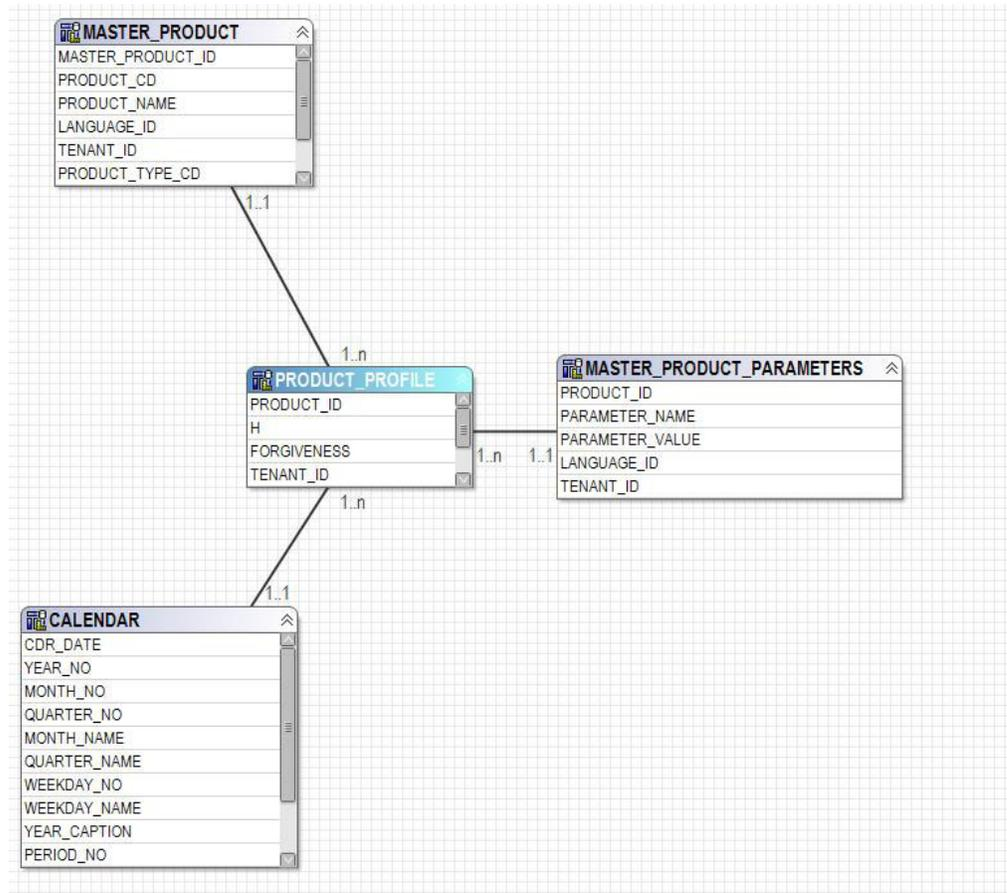 MASTER_PRODUCT
MASTER_PRODUCT_ID
PRODUCT_CD
PRODUCT_NAME
LANGUAGE_ID
TENANT_ID
PRODUCT_TYPE_CD
1..1
1..n
PRODUCT_PROFILE
PRODUCT_ID
H
FORGIVENESS
TENANT_ID
1..n
1..1
MASTER_PRODUCT_PARAMETERS
PRODUCT_ID
PARAMETER_NAME
PARAMETER_VALUE
LANGUAGE_ID
TENANT_ID
1..n
1..1
CALENDAR
CDR_DATE
YEAR_NO
MONTH_NO
QUARTER_NO
MONTH_NAME
QUARTER_NAME
WEEKDAY_NO
WEEKDAY_NAME
YEAR_CAPTION
PERIOD_NO